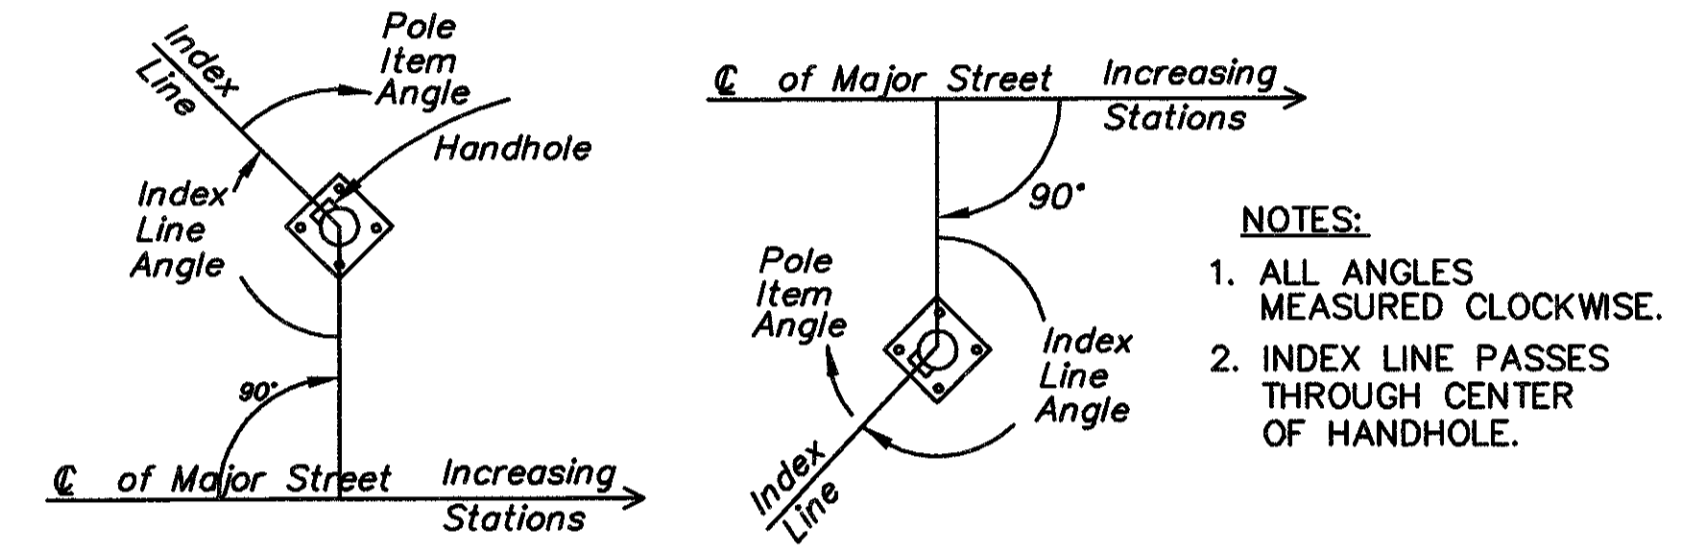 Index
Line
Pole
Item
Angle
Handhole
Index
Line
Angle
90°
℄ of Major Street Increasing
Stations
℄ of Major Street Increasing
Stations
90°
Pole
Item
Angle
Index
Line
Angle
Index
Line
NOTES:
1. ALL ANGLES
MEASURED CLOCKWISE.
2. INDEX LINE PASSES
THROUGH CENTER
OF HANDHOLE.